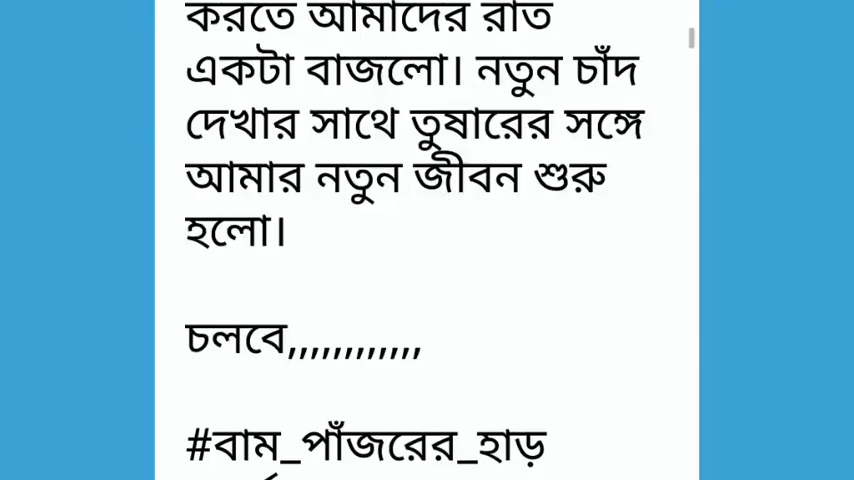 করতে আমাদের রাত
একটা বাজলো। নতুন চাঁদ
দেখার সাথে তুষারের সঙ্গে
আমার নতুন জীবন শুরু
হলো।
চলবে,,,,,,,,,,,,
#বাম_পাঁজরের_হাড়